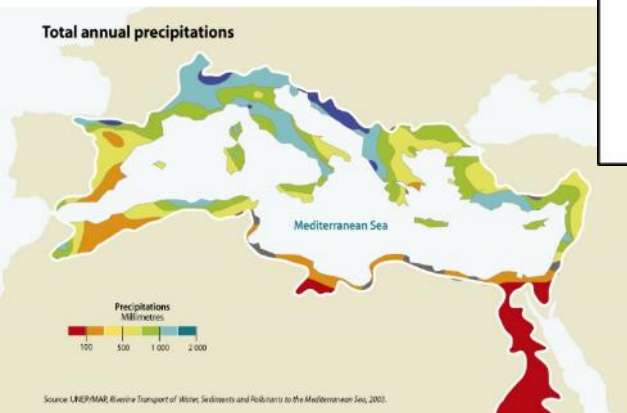 Total annual precipitations
Mediterranean Sea
Precipitations
Millimetres
100 500 1 000 2 000
Source: UNEP/MAP, Riverine Transport of Water, Sediments and Pollutants to the Mediterranean Sea, 2003.